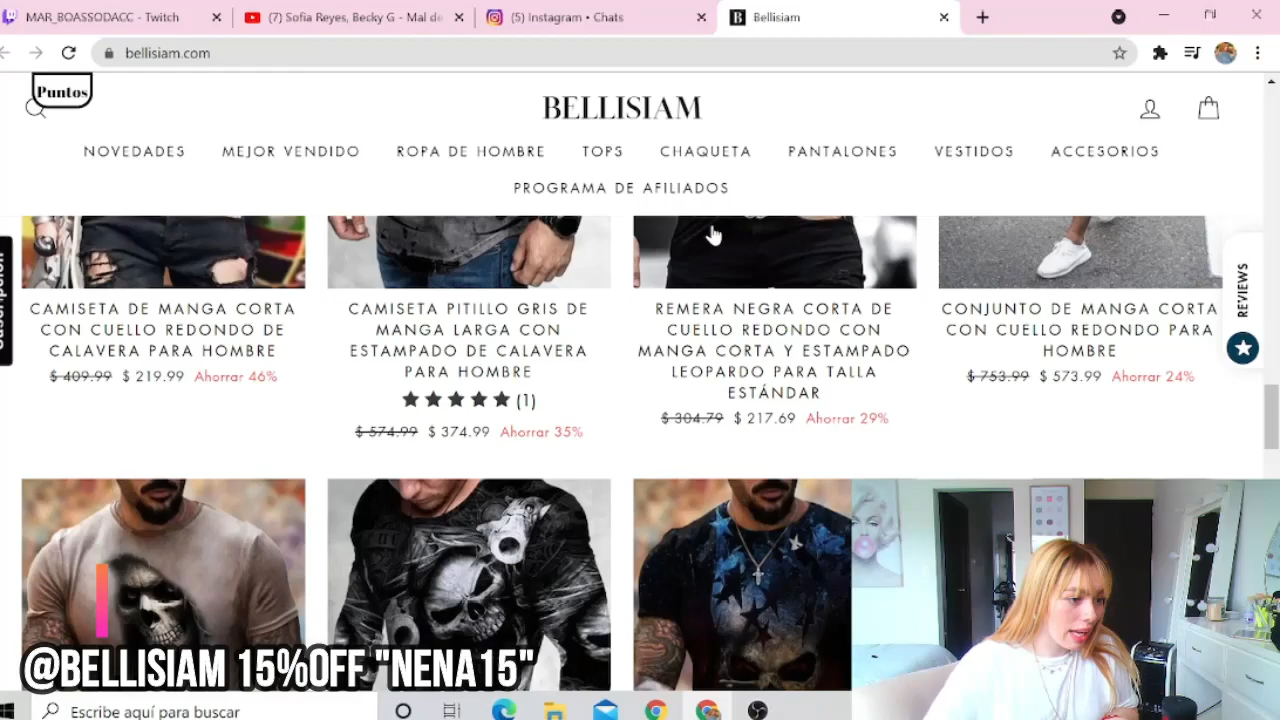 MAR_BOASSODACC - Twitch
(7) Sofia Reyes, Becky G - Mal de
(5) Instagram • Chats
Bellisiam
bellisiam.com
Puntos
BELLISIAM
NOVEDADES
MEJOR VENDIDO
ROPA DE HOMBRE
TOPS
CHAQUETA
PANTALONES
VESTIDOS
ACCESORIOS
PROGRAMA DE AFILIADOS
REVIEWS
CAMISETA DE MANGA CORTA
CON CUELLO REDONDO DE
CALAVERA PARA HOMBRE
$ 409.99 $ 219.99 Ahorrar 46%
CAMISETA PITILLO GRIS DE
MANGA LARGA CON
ESTAMPADO DE CALAVERA
PARA HOMBRE
(1)
$ 574.99 $ 374.99 Ahorrar 35%
REMERA NEGRA CORTA DE
CUELLO REDONDO CON
MANGA CORTA Y ESTAMPADO
LEOPARDO PARA TALLA
ESTÁNDAR
$ 304.79 $ 217.69 Ahorrar 29%
CONJUNTO DE MANGA CORTA
CON CUELLO REDONDO PARA
HOMBRE
$ 753.99 $ 573.99 Ahorrar 24%
@BELLISIAM 15%OFF "NENA15"
Escribe aquí para buscar